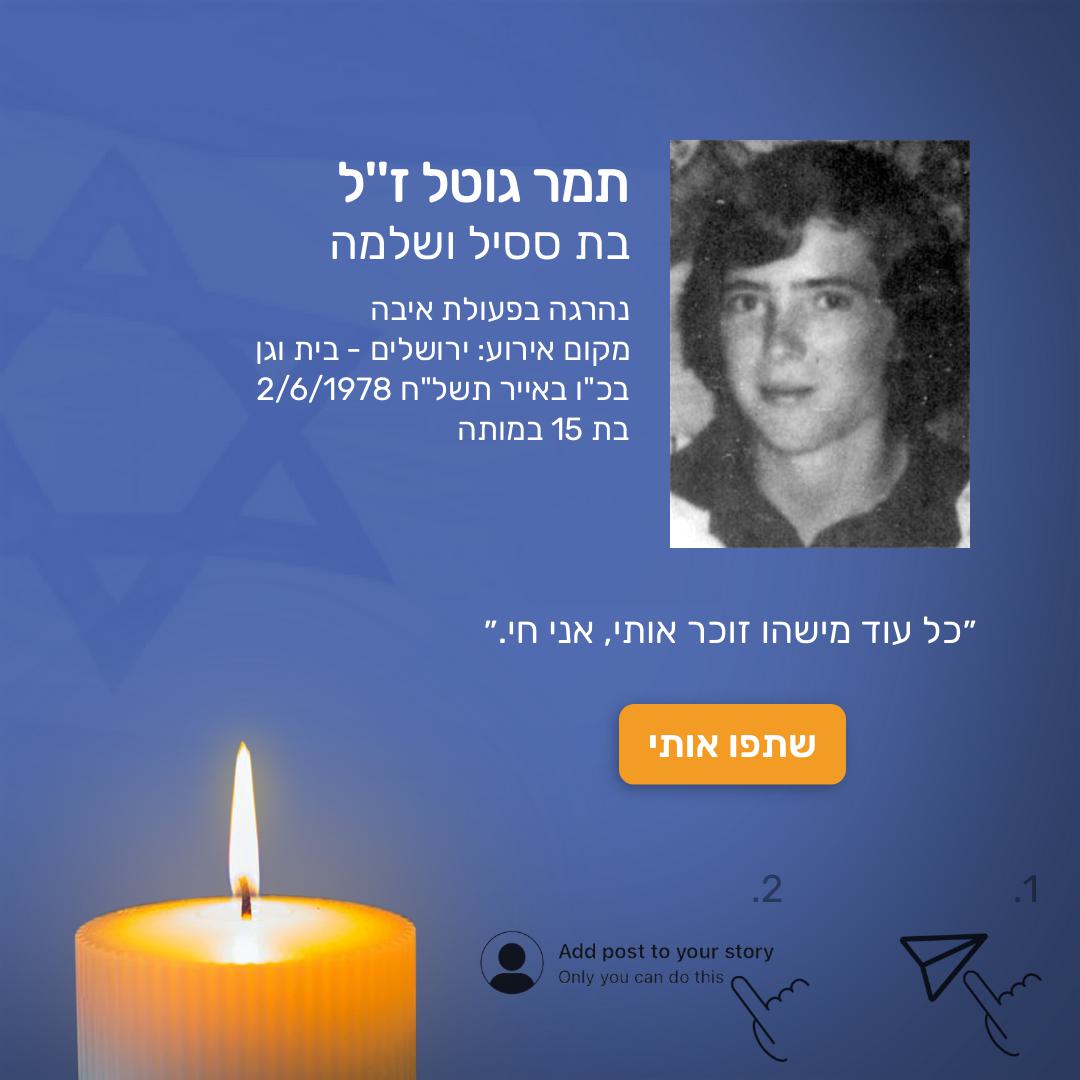 תמר גוטל ז"ל
בת ססיל ושלמה
נהרגה בפעולת איבה
מקום אירוע: ירושלים - בית וגן
בכ"ו באייר תשל"ח 2/6/1978
בת 15 במותה
״כל עוד מישהו זוכר אותי, אני חי.״
שתפו אותי
1.
2.
Add post to your story
Only you can do this